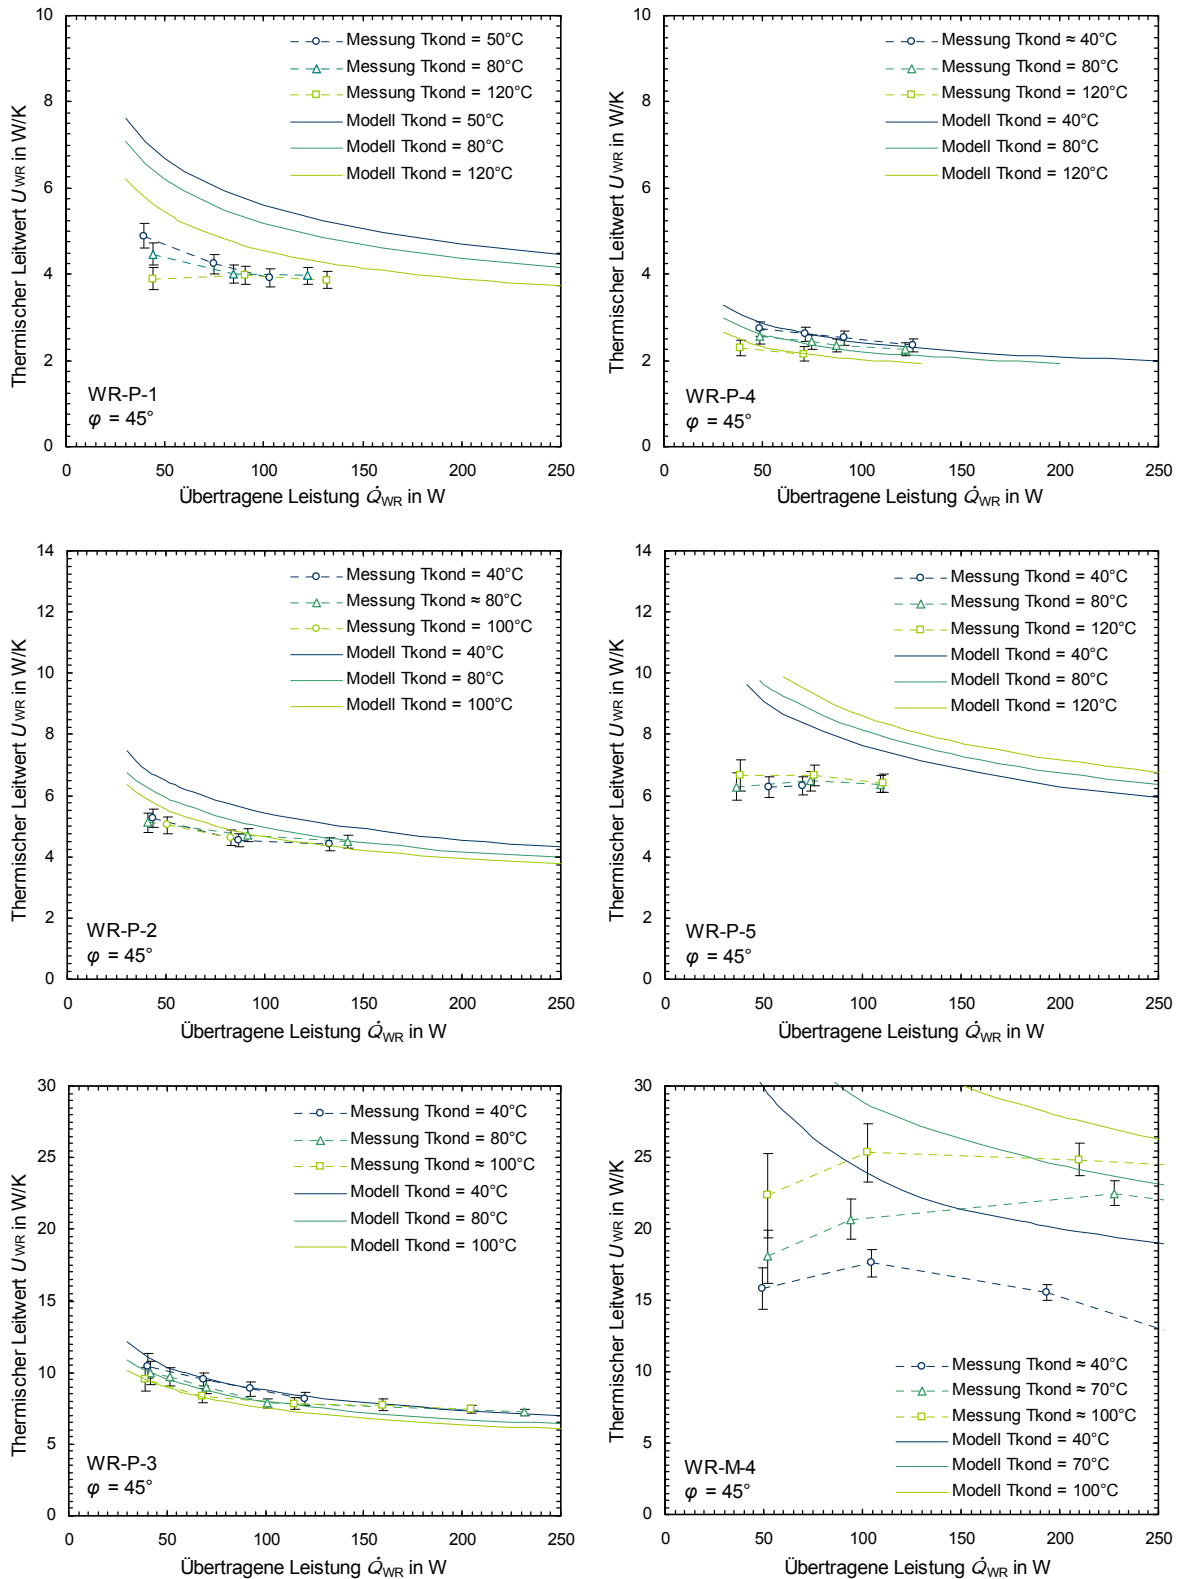 Thermischer Leitwert U WR in W/K
10
8
6
4
2
0
Messung Tkond = 50°C
Messung Tkond = 80°C
Messung Tkond = 120°C
Modell Tkond = 50°C
Modell Tkond = 80°C
Modell Tkond = 120°C
WR-P-1
φ = 45°
0 50 100 150 200 250
Übertragene Leistung Q̇WR in W
Thermischer Leitwert U WR in W/K
10
8
6
4
2
0
Messung Tkond ≈ 40°C
Messung Tkond = 80°C
Messung Tkond = 120°C
Modell Tkond = 40°C
Modell Tkond = 80°C
Modell Tkond = 120°C
WR-P-4
φ = 45°
0 50 100 150 200 250
Übertragene Leistung Q̇WR in W
Thermischer Leitwert U WR in W/K
14
12
10
8
6
4
2
0
Messung Tkond = 40°C
Messung Tkond ≈ 80°C
Messung Tkond = 100°C
Modell Tkond = 40°C
Modell Tkond = 80°C
Modell Tkond = 100°C
WR-P-2
φ = 45°
0 50 100 150 200 250
Übertragene Leistung Q̇WR in W
Thermischer Leitwert U WR in W/K
14
12
10
8
6
4
2
0
Messung Tkond = 40°C
Messung Tkond = 80°C
Messung Tkond = 120°C
Modell Tkond = 40°C
Modell Tkond = 80°C
Modell Tkond = 120°C
WR-P-5
φ = 45°
0 50 100 150 200 250
Übertragene Leistung Q̇WR in W
Thermischer Leitwert U WR in W/K
30
25
20
15
10
5
0
Messung Tkond = 40°C
Messung Tkond = 80°C
Messung Tkond ≈ 100°C
Modell Tkond = 40°C
Modell Tkond = 80°C
Modell Tkond = 100°C
WR-P-3
φ = 45°
0 50 100 150 200 250
Übertragene Leistung Q̇WR in W
Thermischer Leitwert U WR in W/K
30
25
20
15
10
5
0
Messung Tkond ≈ 40°C
Messung Tkond ≈ 70°C
Messung Tkond ≈ 100°C
Modell Tkond = 40°C
Modell Tkond = 70°C
Modell Tkond = 100°C
WR-M-4
φ = 45°
0 50 100 150 200 250
Übertragene Leistung Q̇WR in W